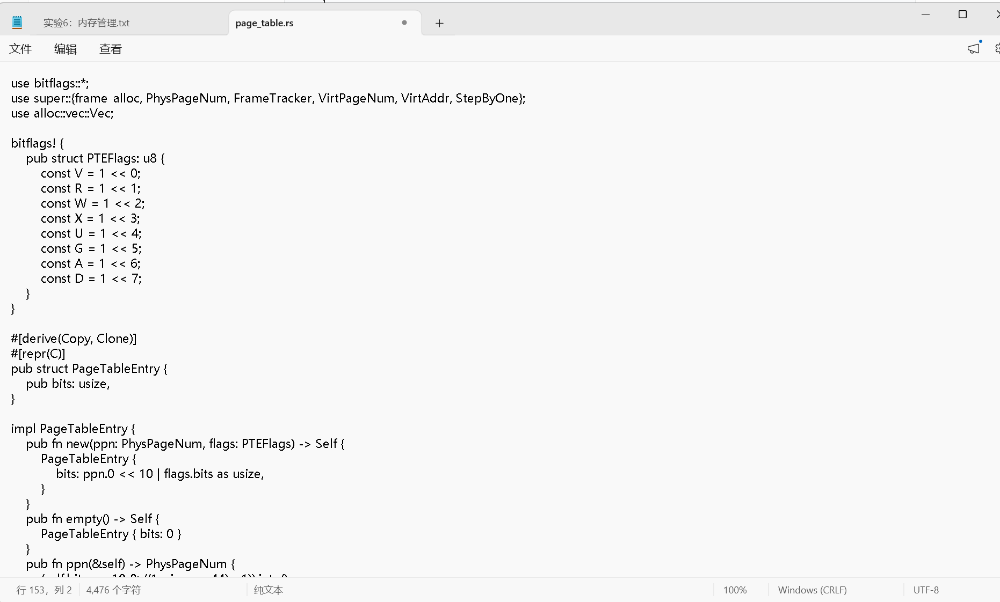 实验6：内存管理.txt
page_table.rs
文件 编辑 查看
use bitflags::*;
use super::{frame_alloc, PhysPageNum, FrameTracker, VirtPageNum, VirtAddr, StepByOne};
use alloc::vec::Vec;
bitflags! {
pub struct PTEFlags: u8 {
const V = 1 << 0;
const R = 1 << 1;
const W = 1 << 2;
const X = 1 << 3;
const U = 1 << 4;
const G = 1 << 5;
const A = 1 << 6;
const D = 1 << 7;
}
}
#[derive(Copy, Clone)]
#[repr(C)]
pub struct PageTableEntry {
pub bits: usize,
}
impl PageTableEntry {
pub fn new(ppn: PhysPageNum, flags: PTEFlags) -> Self {
PageTableEntry {
bits: ppn.0 << 10 | flags.bits as usize,
}
}
pub fn empty() -> Self {
PageTableEntry { bits: 0 }
}
pub fn ppn(&self) -> PhysPageNum {
行 153，列 2
4,476 个字符
纯文本
100%
Windows (CRLF)
UTF-8